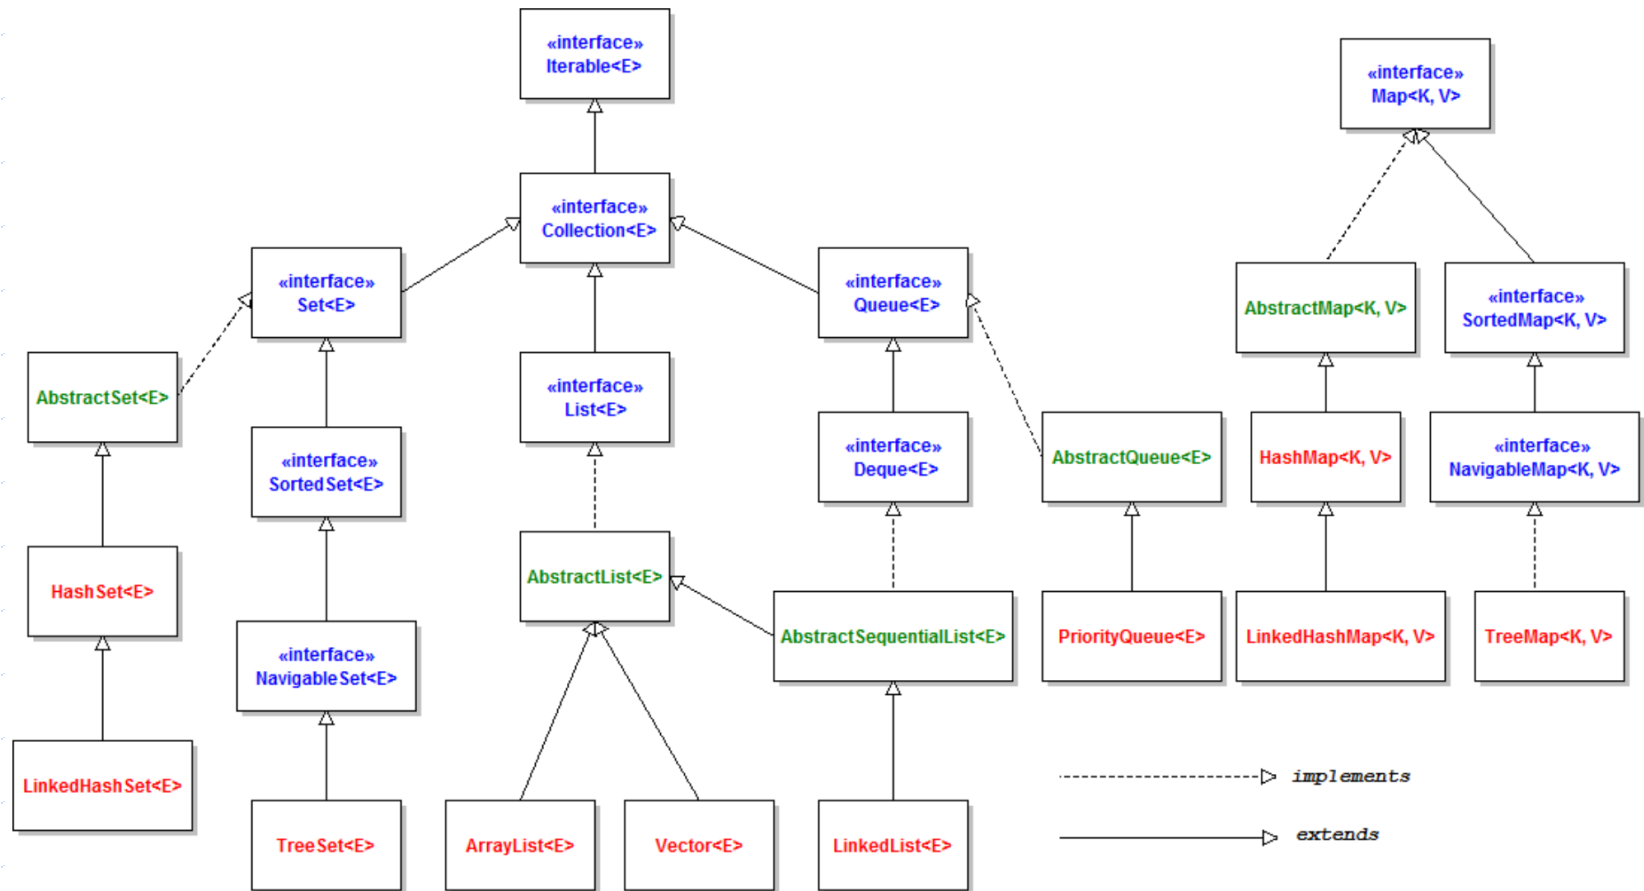 «interface»
Iterable<E>
«interface»
Map<K, V>
«interface»
Collection<E>
«interface»
Set<E>
«interface»
Queue<E>
AbstractMap<K, V>
«interface»
SortedMap<K, V>
AbstractSet<E>
«interface»
List<E>
«interface»
SortedSet<E>
«interface»
Deque<E>
AbstractQueue<E>
HashMap<K, V>
«interface»
NavigableMap<K, V>
HashSet<E>
AbstractList<E>
«interface»
NavigableSet<E>
AbstractSequentialList<E>
PriorityQueue<E>
LinkedHashMap<K, V>
TreeMap<K, V>
LinkedHashSet<E>
TreeSet<E>
ArrayList<E>
Vector<E>
LinkedList<E>
implements
extends